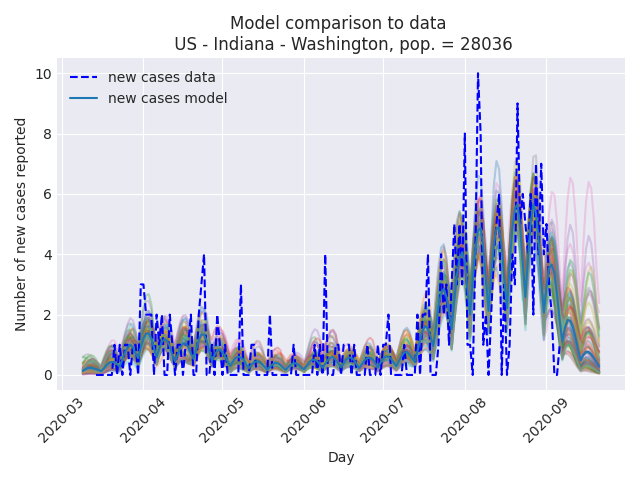 Model comparison to data
US - Indiana - Washington, pop. = 28036
new cases data
new cases model
Number of new cases reported
10
8
6
4
2
0
2020-03
2020-04
2020-05
2020-06
2020-07
2020-08
2020-09
Day